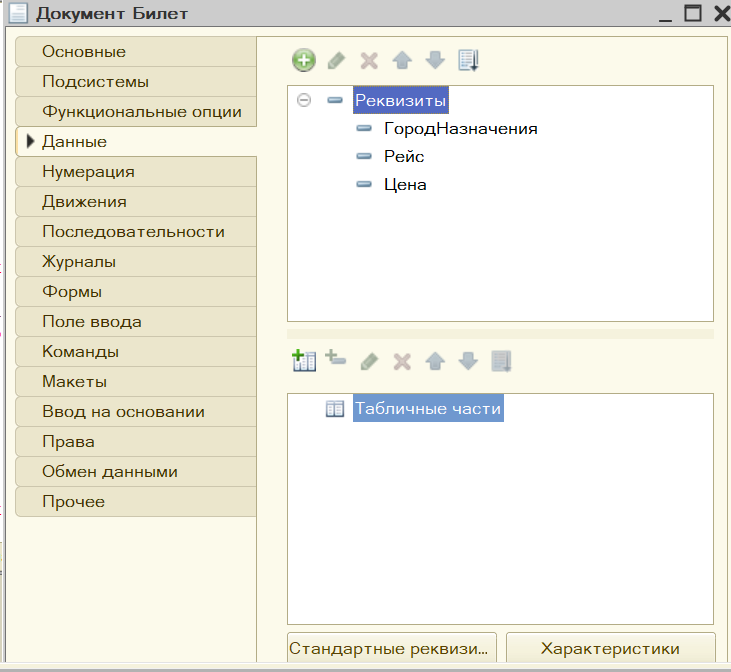 Документ Билет
Основные
Подсистемы
Функциональные опции
Данные
Нумерация
Движения
Последовательности
Журналы
Формы
Поле ввода
Команды
Макеты
Ввод на основании
Права
Обмен данными
Прочее
Реквизиты
ГородНазначения
Рейс
Цена
Табличные части
Стандартные реквизи...
Характеристики